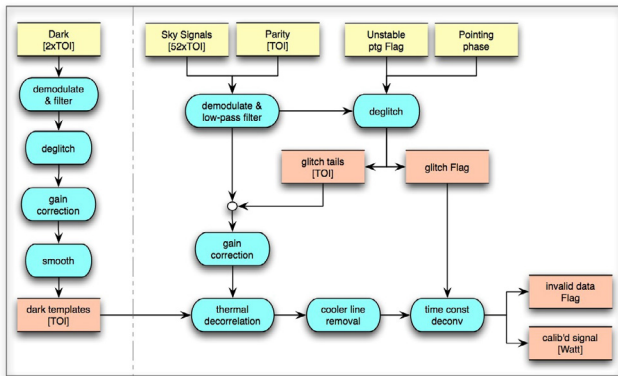 Dark
[2xTOI]
Sky Signals
[52xTOI]
Parity
[TOI]
Unstable
ptg Flag
Pointing
phase
demodulate
& filter
demodulate &
low-pass filter
deglitch
deglitch
glitch tails
[TOI]
glitch Flag
gain
correction
gain
correction
smooth
dark templates
[TOI]
thermal
decorrelation
cooler line
removal
time const
deconv
invalid data
Flag
calib'd signal
[Watt]